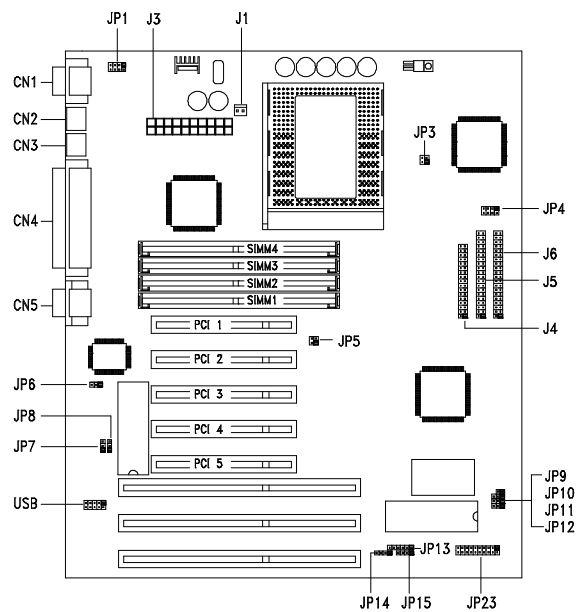 JP1
J3
J1
CN1
CN2
CN3
JP3
CN4
JP4
J6
SIMM4
SIMM3
SIMM2
J5
SIMM1
CN5
PCI 1
J4
JP5
PCI 2
JP6
PCI 3
JP8
PCI 4
JP7
PCI 5
JP9
JP10
USB
JP11
JP12
JP13
JP14
JP15
JP23